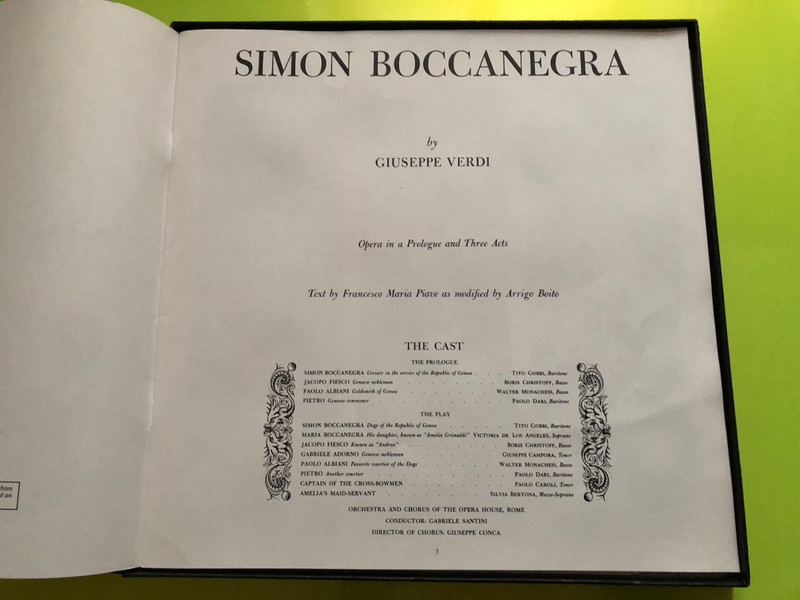 SIMON BOCCANEGRA
by
GIUSEPPE VERDI
Opera in a Prologue and Three Acts
Text by Francesco Maria Piave as modified by Arrigo Boito
THE CAST
THE PROLOGUE
SIMON BOCCANEGRA Corsair in the service of the Republic of Genoa . . . TITO GOBBI, Baritone
JACOPO FIESCO Genoese nobleman . . . BORIS CHRISTOFF, Basso
PAOLO ALBIANI Goldsmith of Genoa . . . WALTER MONACHESI, Basso
PIETRO Genoese commoner . . . PAOLO DARI, Baritone
THE PLAY
SIMON BOCCANEGRA Doge of the Republic of Genoa . . . TITO GOBBI, Baritone
MARIA BOCCANEGRA His daughter, known as "Amelia Grimaldi" VICTORIA DE LOS ANGELES, Soprano
JACOPO FIESCO Known as "Andrea" . . . BORIS CHRISTOFF, Basso
GABRIELE ADORNO Genoese nobleman . . . GIUSEPPE CAMPORA, Tenor
PAOLO ALBIANI Favorite courtier of the Doge . . . WALTER MONACHESI, Basso
PIETRO Another courtier . . . PAOLO DARI, Baritone
CAPTAIN OF THE CROSS-BOWMEN . . . PAOLO CAROLI, Tenor
AMELIA'S MAID-SERVANT . . . SILVIA BERTONA, Mezzo-Soprano
ORCHESTRA AND CHORUS OF THE OPERA HOUSE, ROME
CONDUCTOR: GABRIELE SANTINI
DIRECTOR OF CHORUS: GIUSEPPE CONCA
3